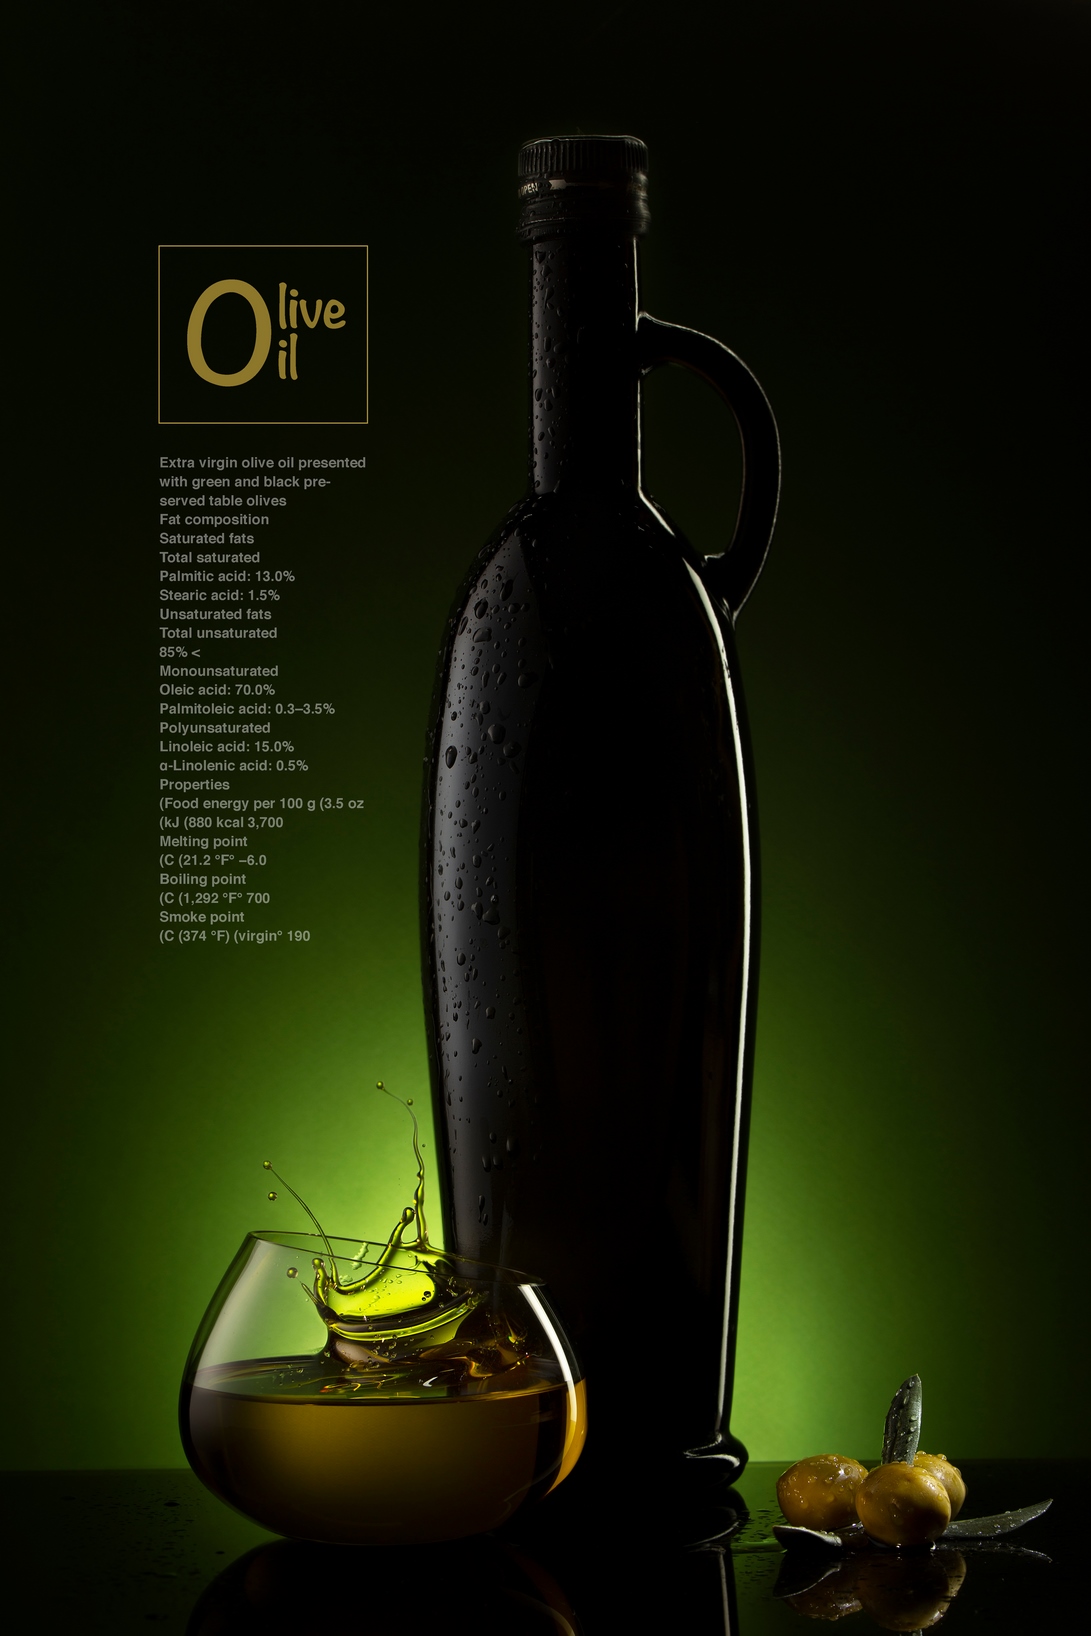 Olive
Oil
OPEN
Extra virgin olive oil presented
with green and black pre-
served table olives
Fat composition
Saturated fats
Total saturated
Palmitic acid: 13.0%
Stearic acid: 1.5%
Unsaturated fats
Total unsaturated
85% <
Monounsaturated
Oleic acid: 70.0%
Palmitoleic acid: 0.3–3.5%
Polyunsaturated
Linoleic acid: 15.0%
α-Linolenic acid: 0.5%
Properties
(Food energy per 100 g (3.5 oz
(kJ (880 kcal 3,700
Melting point
(C (21.2 °F° –6.0
Boiling point
(C (1,292 °F° 700
Smoke point
(C (374 °F) (virgin° 190